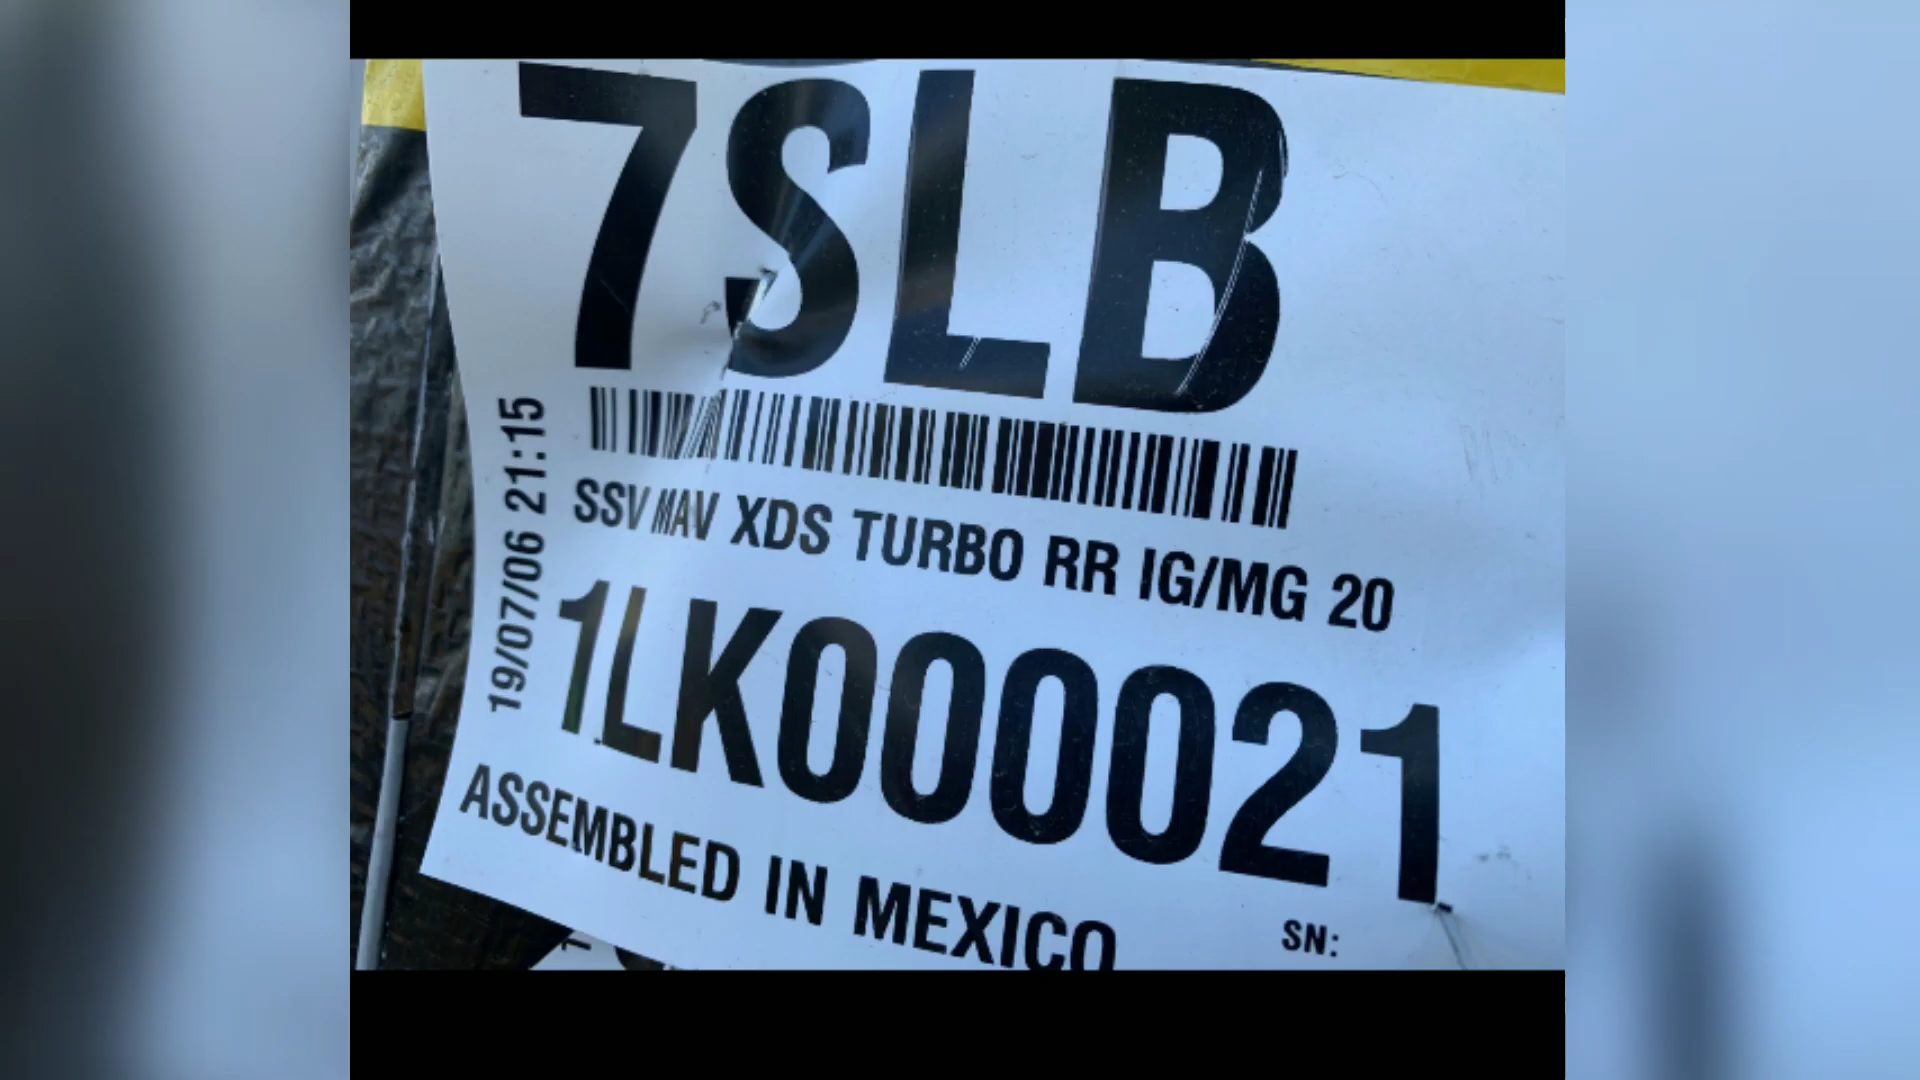 7SLB
19/07/06 21:15
SSV MAV XDS TURBO RR IG/MG 20
1LK000021
ASSEMBLED IN MEXICO
SN: